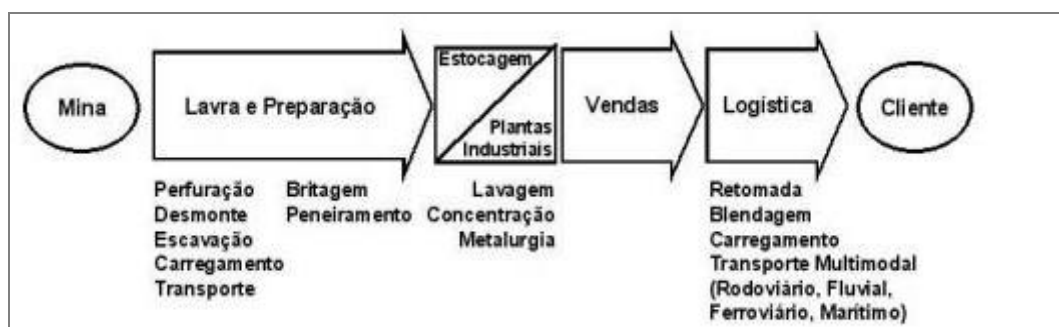 Mina
Lavra e Preparação
Estocagem
Plantas
Industriais
Vendas
Logística
Cliente
Perfuração
Desmonte
Escavação
Carregamento
Transporte
Britagem
Peneiramento
Lavagem
Concentração
Metalurgia
Retomada
Blendagem
Carregamento
Transporte Multimodal
(Rodoviário, Fluvial,
Ferroviário, Marítimo)